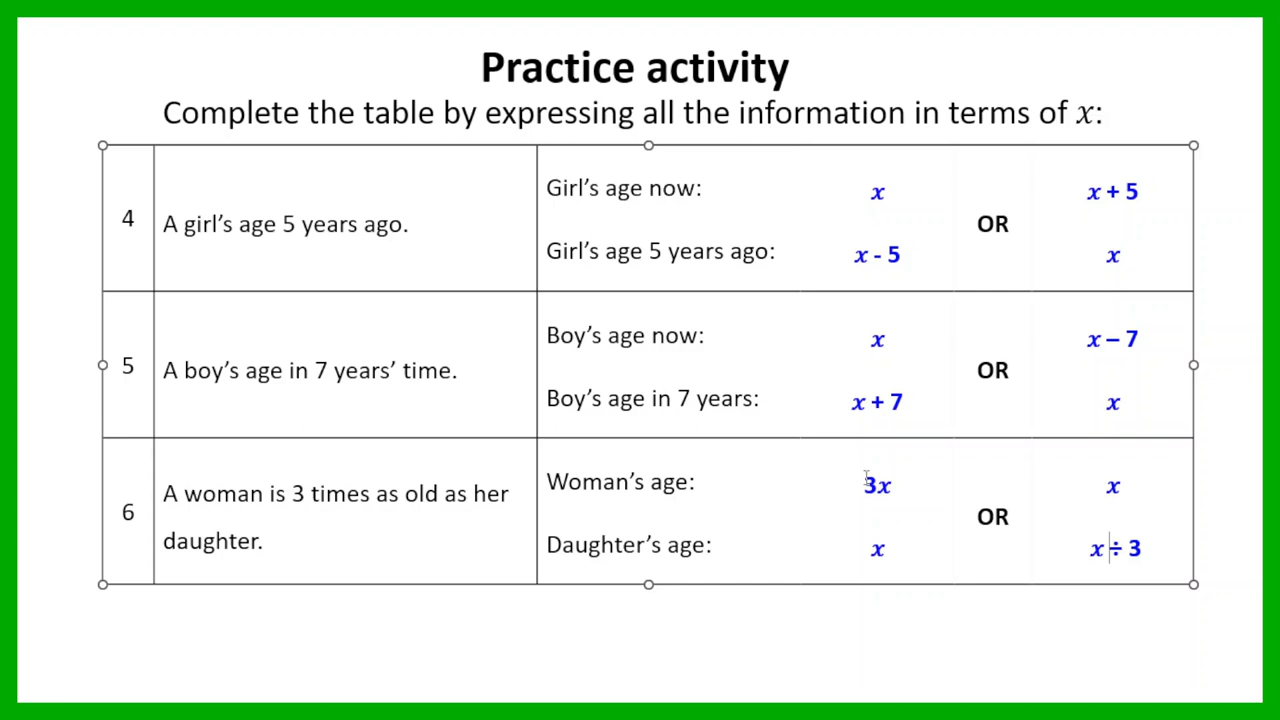 Practice activity
Complete the table by expressing all the information in terms of x:
4
A girl’s age 5 years ago.
Girl’s age now:
x
OR
x + 5
Girl’s age 5 years ago:
x - 5
x
5
A boy’s age in 7 years’ time.
Boy’s age now:
x
OR
x – 7
Boy’s age in 7 years:
x + 7
x
6
A woman is 3 times as old as her
daughter.
Woman’s age:
3x
OR
x
Daughter’s age:
x
x ÷ 3